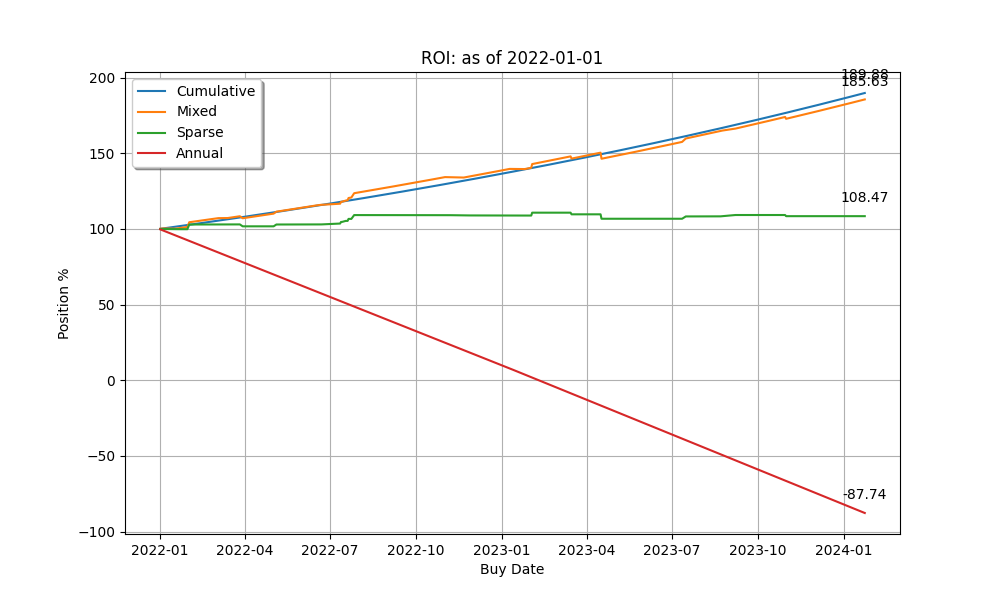 ROI: as of 2022-01-01
189.88
185.63
108.47
-87.74
Cumulative
Mixed
Sparse
Annual
Position %
200
150
100
50
0
−50
−100
2022-01 2022-04 2022-07 2022-10 2023-01 2023-04 2023-07 2023-10 2024-01
Buy Date